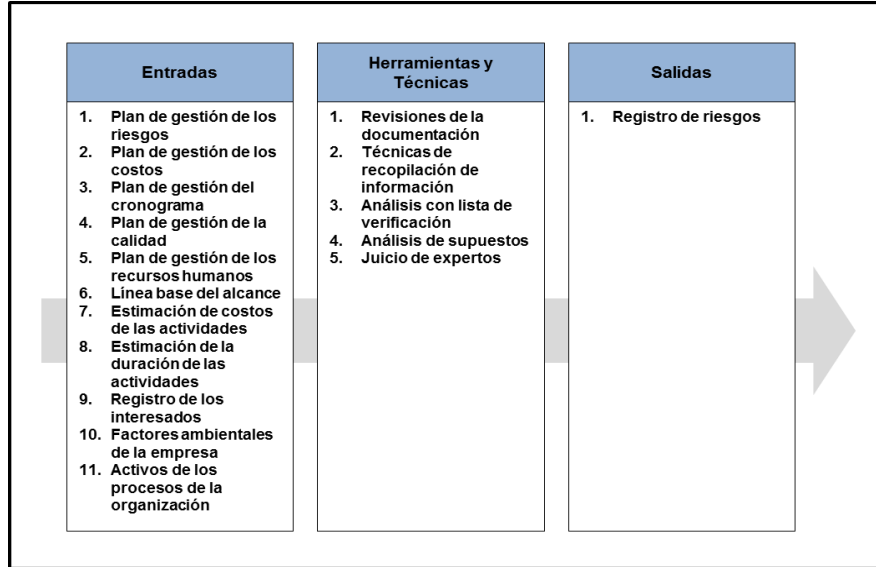 Entradas
1. Plan de gestión de los
riesgos
2. Plan de gestión de los
costos
3. Plan de gestión del
cronograma
4. Plan de gestión de la
calidad
5. Plan de gestión de los
recursos humanos
6. Línea base del alcance
7. Estimación de costos
de las actividades
8. Estimación de la
duración de las
actividades
9. Registro de los
interesados
10. Factores ambientales
de la empresa
11. Activos de los
procesos de la
organización
Herramientas y
Técnicas
1. Revisiones de la
documentación
2. Técnicas de
recopilación de
información
3. Análisis con lista de
verificación
4. Análisis de supuestos
5. Juicio de expertos
Salidas
1. Registro de riesgos